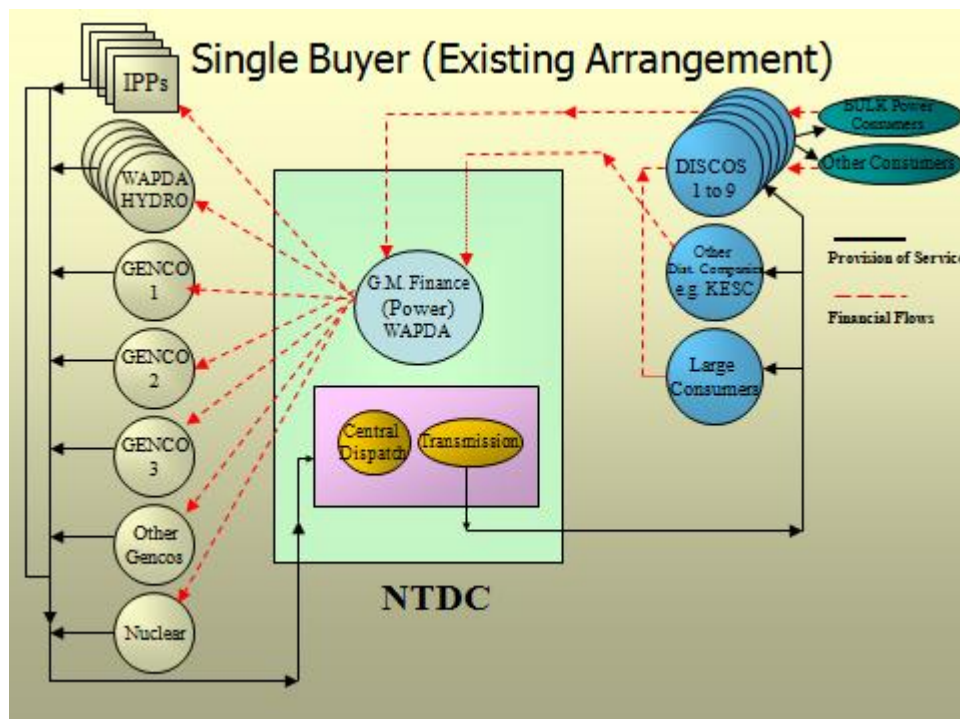 Single Buyer (Existing Arrangement)
IPPs
WAPDA
HYDRO
GENCO
1
GENCO
2
GENCO
3
Other
Gencos
Nuclear
G.M. Finance
(Power)
WAPDA
Central
Dispatch
Transmission
NTDC
DISCOS
1 to 9
Other
Dist. Companies
e.g. KESC
Large
Consumers
BULK Power
Consumers
Other Constumers
Provision of Service
Financial Flows